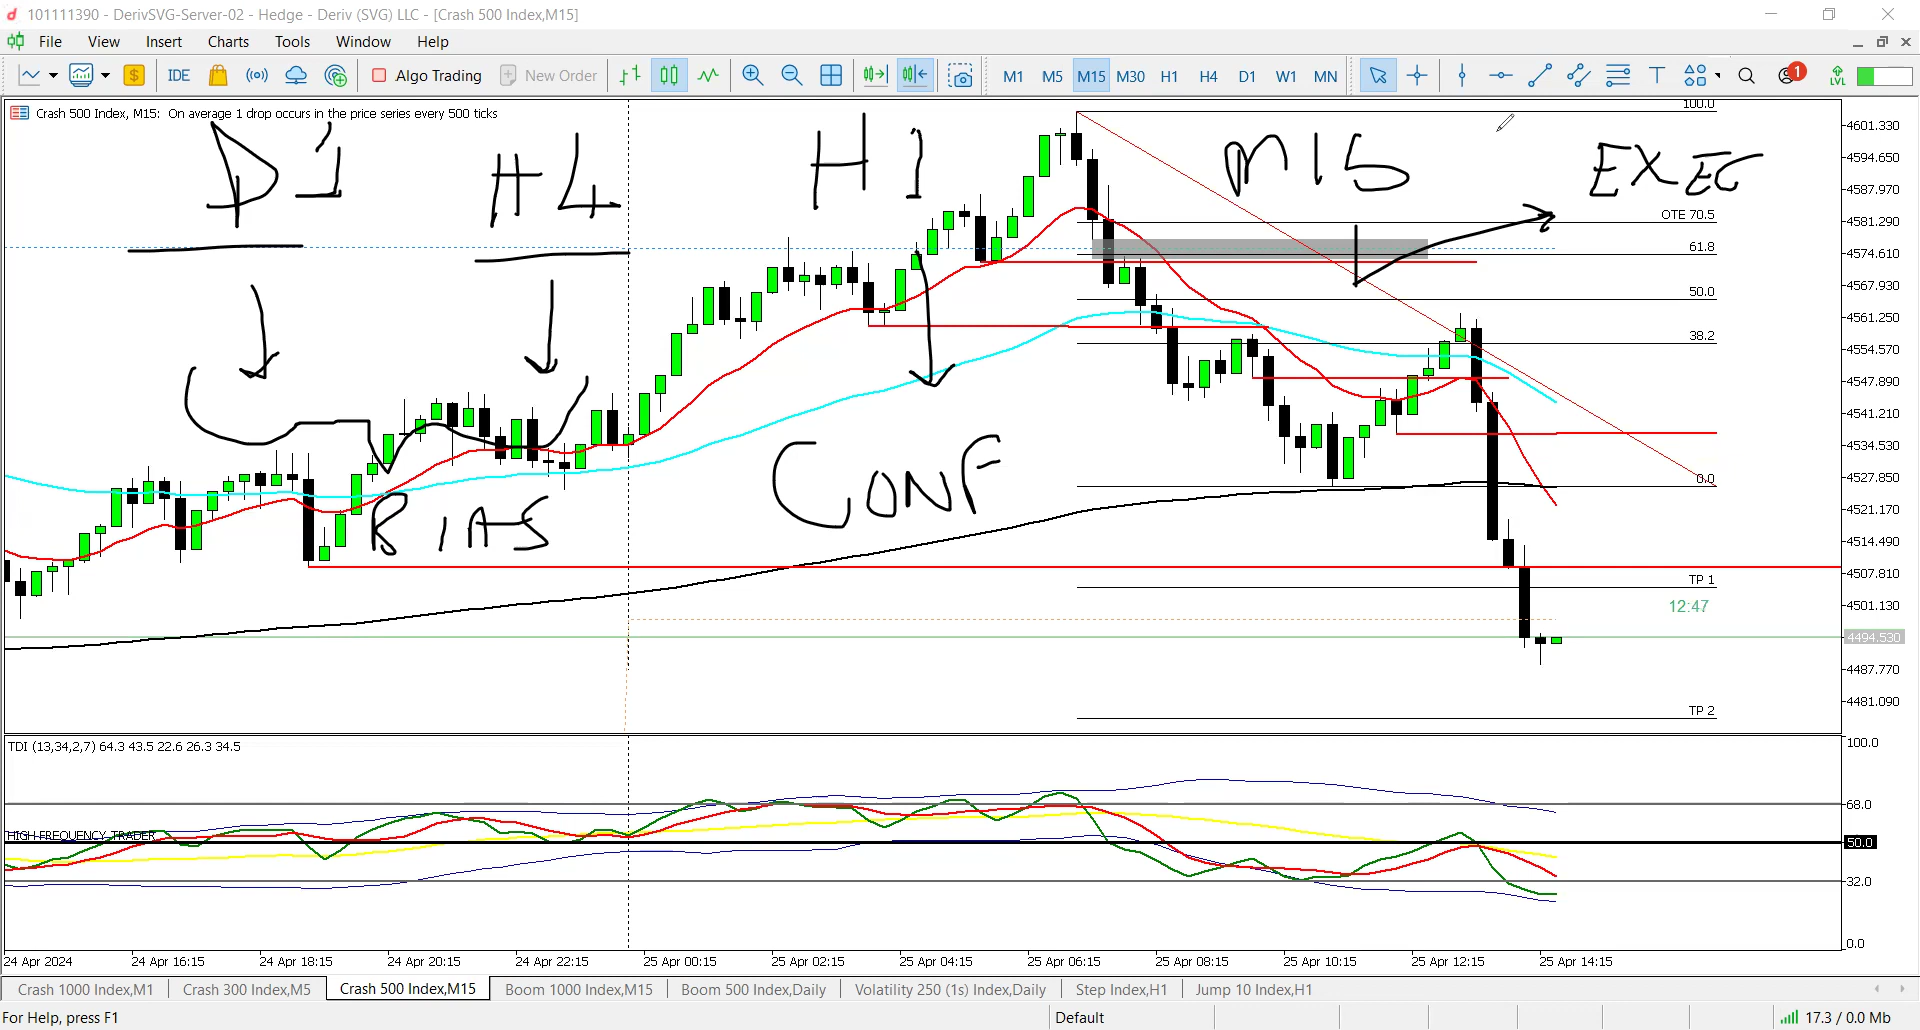 101111390 - DerivSVG-Server-02 - Hedge - Deriv (SVG) LLC - [Crash 500 Index,M15]
File View Insert Charts Tools Window Help
IDE Algo Trading New Order M1 M5 M15 M30 H1 H4 D1 W1 MN T 1 LVL
Crash 500 Index, M15: On average 1 drop occurs in the price series every 500 ticks
D1 H4 H1 M15 EXEC
BIAS CONF
100.0
OTE 70.5
61.8
50.0
38.2
0.0
TP 1
12:47
TP 2
4601.330
4594.650
4587.970
4581.290
4574.610
4567.930
4561.250
4554.570
4547.890
4541.210
4534.530
4527.850
4521.170
4514.490
4507.810
4501.130
4494.530
4487.770
4481.090
TDI (13,34,2,7) 64.3 43.5 22.6 26.3 34.5
HIGH FREQUENCY TRADER
100.0
68.0
50.0
32.0
0.0
24 Apr 2024 24 Apr 16:15 24 Apr 18:15 24 Apr 20:15 24 Apr 22:15 25 Apr 00:15 25 Apr 02:15 25 Apr 04:15 25 Apr 06:15 25 Apr 08:15 25 Apr 10:15 25 Apr 12:15 25 Apr 14:15
Crash 1000 Index,M1 Crash 300 Index,M5 Crash 500 Index,M15 Boom 1000 Index,M15 Boom 500 Index,Daily Volatility 250 (1s) Index,Daily Step Index,H1 Jump 10 Index,H1
For Help, press F1 Default 17.3 / 0.0 Mb